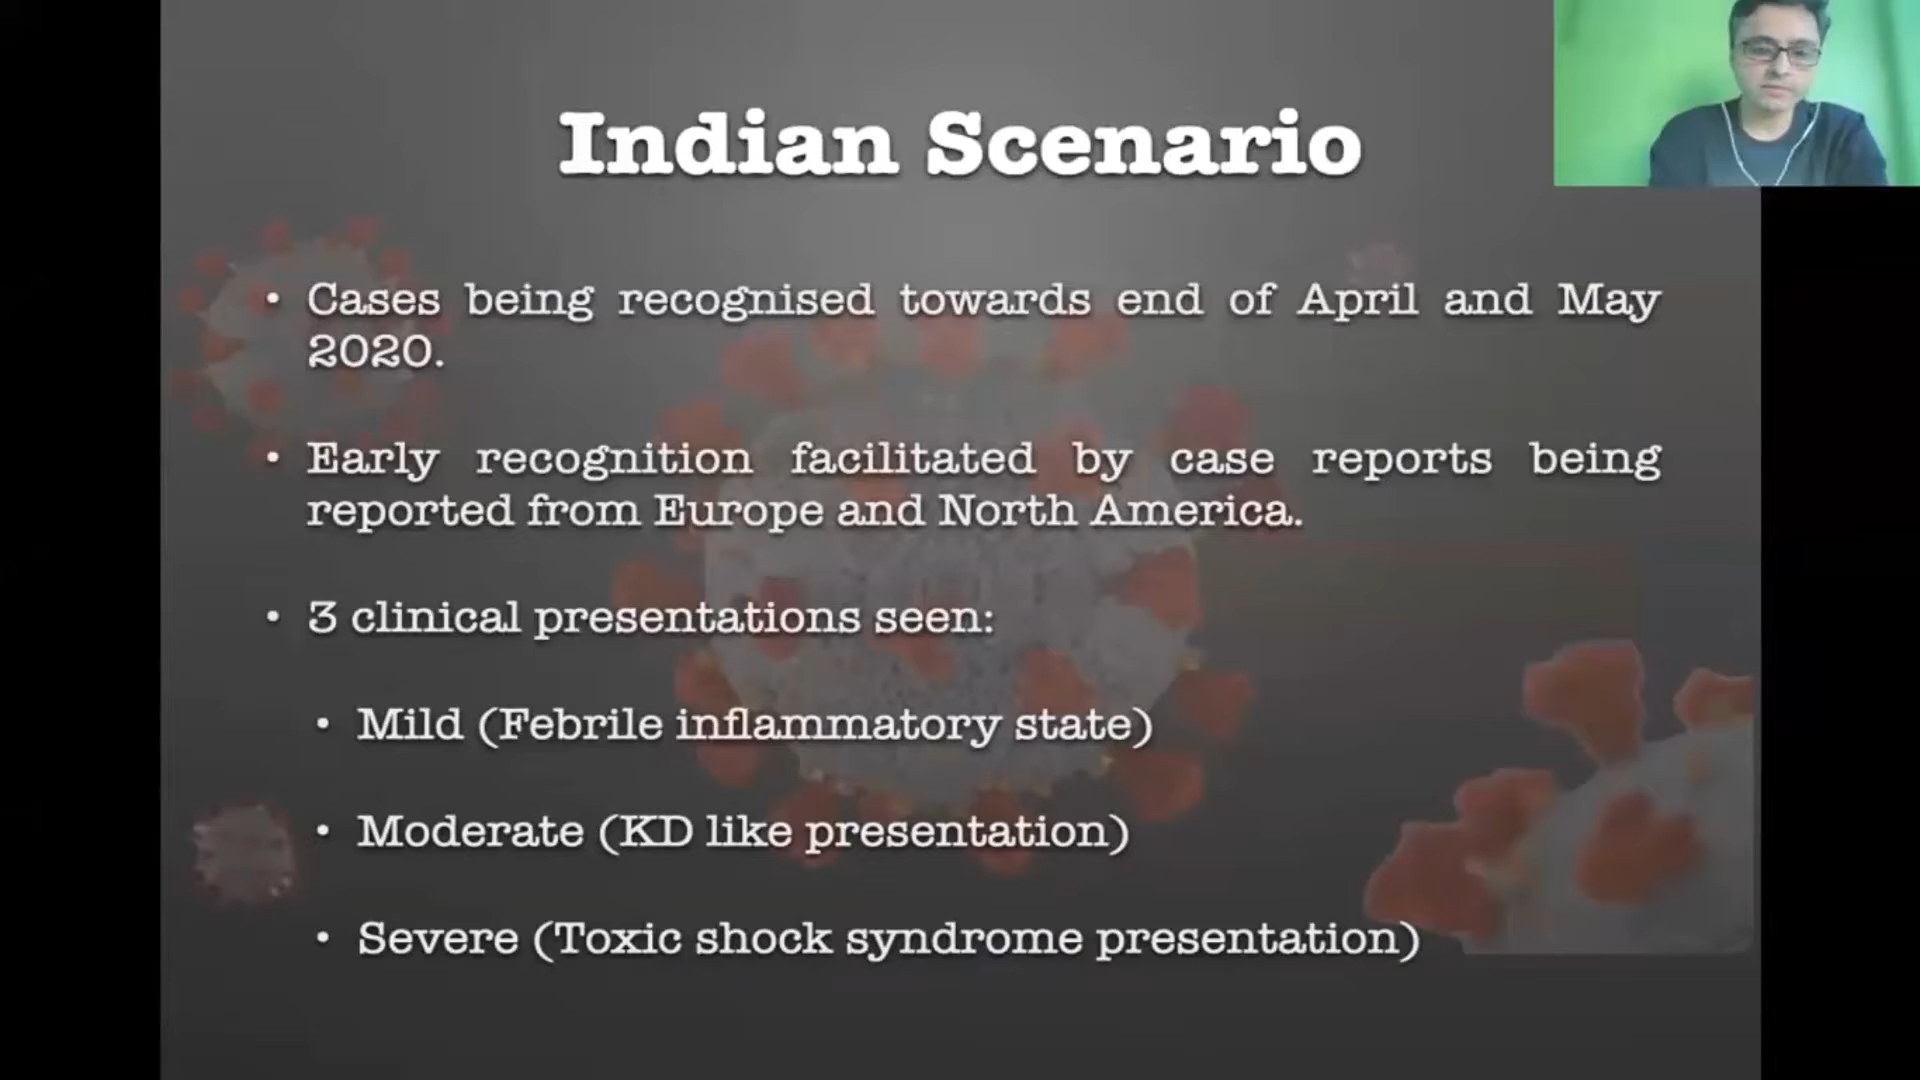 Indian Scenario
• Cases being recognised towards end of April and May
2020.
• Early recognition facilitated by case reports being
reported from Europe and North America.
• 3 clinical presentations seen:
• Mild (Febrile inflammatory state)
• Moderate (KD like presentation)
• Severe (Toxic shock syndrome presentation)